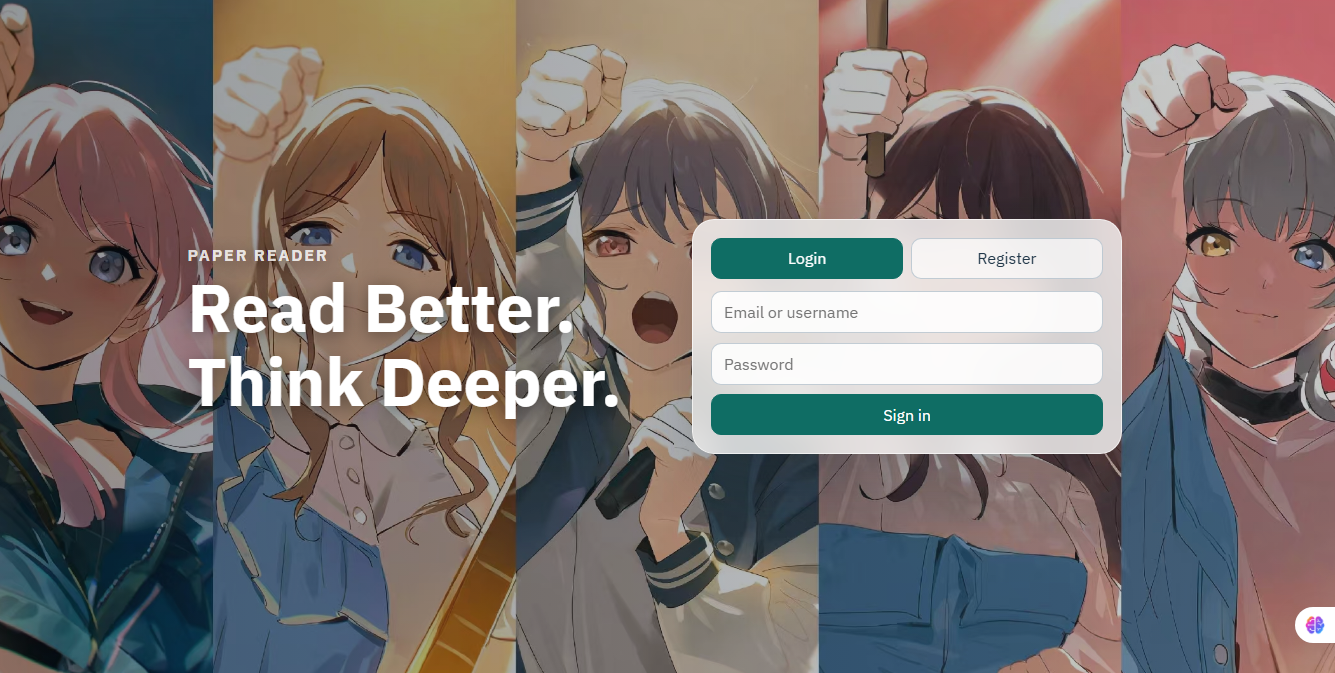 PAPER READER
Read Better.
Think Deeper.
Login
Register
Email or username
Password
Sign in